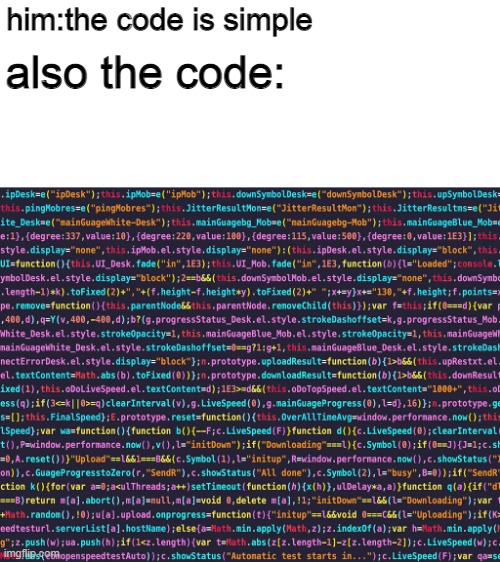 him:the code is simple
also the code:
.ipDesk=e("ipDesk");this.ipMob=e("ipMob");this.downSymbolDesk=e("downSymbolDesk");this.upSymbolDesk=
this.pingMobres=e("pingMobres");this.JitterResultMon=e("JitterResultMon");this.JitterResultms=e("Jit
ite_Desk=e("mainGuageWhite-Desk");this.mainGaugebg_Mob=e("mainGuagebg-Mob");this.mainGaugeBlue_Mob=
e:1},{degree:337,value:10},{degree:220,value:100},{degree:115,value:500},{degree:0,value:1E3}];this
style.display="none",this.ipMob.el.style.display="none"):(this.ipDesk.el.style.display="block",this
UI=function(){this.UI_Desk.fade("in",1E3);this.UI_Mob.fade("in",1E3,function(b){l="Loaded";console.
ymbolDesk.el.style.display="block");2==b&&(this.downSymbolMob.el.style.display="none",this.downSymbo
.length-1)*k).toFixed(2)+","+(f.height-f.height*y).toFixed(2)+" ";x+=y}x+="130,"+f.height;f.points=
pe.remove=function(){this.parentNode&&this.parentNode.removeChild(this)});var f=this;if(0===d){var
,400,d),q=Y(v,400,-400,d);b?(g.progressStatus_Desk.el.style.strokeDashoffset=k,g.progressStatus_Mob
White_Desk.el.style.strokeOpacity=1,this.mainGaugeBlue_Mob.el.style.strokeOpacity=1,this.mainGaugeW
mainGaugeWhite_Desk.el.style.strokeDashoffset=0==g?1:g+1,this.mainGaugeBlue_Desk.el.style.strokeDas
nectErrorDesk.el.style.display="block"};n.prototype.uploadResult=function(b){1>b&&(this.upRestxt.el.
el.textContent=Math.abs(b).toFixed(0))};n.prototype.downloadResult=function(b){1>b&&(this.downResult
ixed(1),this.oDoLiveSpeed.el.textContent=d);1E3>=d&&(this.oDoTopSpeed.el.textContent="1000+",this.o
ess(q);if(3<=k||0>=q)clearInterval(v),g.LiveSpeed(0),g.mainGaugeProgress(0),l=d},16)};n.prototype.ge
s=[];this.FinalSpeed};E.prototype.reset=function(){this.OverAllTimeAvg=window.performance.now();this
lSpeed};var wa=function(){function b(){--F;c.LiveSpeed(F)}function d(){c.LiveSpeed(0);clearInterval(
t(),P=window.performance.now(),v(),l="initDown");if("Downloading"===l){c.Symbol(0);if(0==J)J=1;c.s
=0,A.reset())}"Upload"==l&&1===B&&(c.Symbol(1),l="initup",R=window.performance.now(),c.showStatus("
on)),c.GuageProgresstoZero(r,"SendR"),c.showStatus("All done"),c.Symbol(2),l="busy",B=0));if("SendR
ction k(){for(var a=0;a<ulThreads;a++)setTimeout(function(h){x(h)},ulDelay*a,a)}function q(a){if("dl
===B)return m[a].abort(),m[a]=null,m[a]=void 0,delete m[a],!1;"initDown"==l&&(l="Downloading");var
+Math.random(),!0);u[a].upload.onprogress=function(t){"initup"==l&&void 0===C&&(l="Uploading");if(K>
eedtesturl.serverList[a].hostName);else{a=Math.min.apply(Math,z);z.indexOf(a);var h=Math.min.apply(
g";z.push(w);ua.push(h);if(1<z.length){var t=Math.abs(z[z.length-1]-z[z.length-2]);c.LiveSpeed(w);c.
openspeedtestAuto));c.showStatus("Automatic test starts in...");c.LiveSpeed(F);var qa=s
imgflip.com